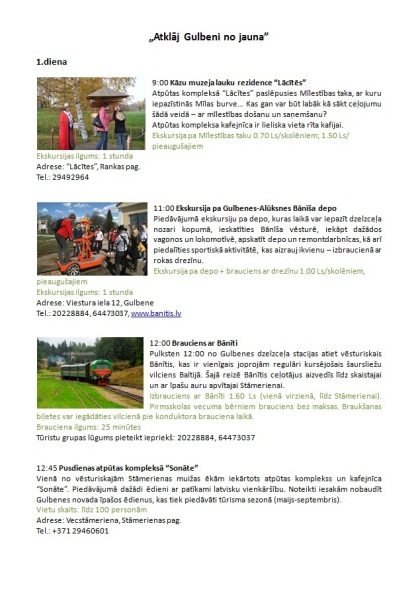 „Atklāj Gulbeni no jauna”
1.diena
9:00 Kāzu muzeja lauku rezidence “Lācītēs”
Atpūtas kompleksā “Lācītes” paslēpusies Mīlestības taka, ar kuru
iepazīstinās Mīlas burve... Kas gan var būt labāk kā sākt ceļojumu
šādā veidā – ar mīlestības došanu un saņemšanu?
Atpūtas kompleksa kafejnīca ir lieliska vieta rīta kafijai.
Ekskursija pa Mīlestības taku 0.70 Ls/skolēniem; 1.50 Ls/
pieaugušajiem
Ekskursijas ilgums: 1 stunda
Adrese: “Lācītes”, Rankas pag.
Tel.: 29492964
11:00 Ekskursija pa Gulbenes-Alūksnes Bānīša depo
Piedāvājumā ekskursiju pa depo, kuras laikā var iepazīt dzelzceļa
nozari kopumā, ieskatīties Bānīša vēsturē, iekāpt dažādos
vagonos un lokomotīvē, apskatīt depo un remontdarbnīcas, kā arī
piedalīties sportiskā aktivitātē, kas aizrauj ikvienu – izbraucienā ar
rokas drezīnu.
Ekskursija pa depo + brauciens ar drezīnu 1.00 Ls/skolēniem,
pieaugušajiem
Ekskursijas ilgums: 1 stunda
Adrese: Viestura iela 12, Gulbene
Tel.: 20228884, 64473037, www.banitis.lv
12:00 Brauciens ar Bānīti
Pulksten 12:00 no Gulbenes dzelzceļa stacijas atiet vēsturiskais
Bānītis, kas ir vienīgais joprojām regulāri kursējošais šaursliežu
vilciens Baltijā. Šajā reizē Bānītis ceļotājus aizvedīs līdz skaistajai
un ar īpašu auru apvītajai Stāmerienai.
Izbrauciens ar Bānīti 1.60 Ls (vienā virzienā, līdz Stāmerienai).
Pirmsskolas vecuma bērniem brauciens bez maksas. Braukšanas
biļetes var iegādāties vilcienā pie konduktora brauciena laikā.
Brauciena ilgums: 25 minūtes
Tūristu grupas lūgums pieteikt iepriekš: 20228884, 64473037
12:45 Pusdienas atpūtas kompleksā “Sonāte”
Vienā no vēsturiskajām Stāmerienas muižas ēkām iekārtots atpūtas komplekss un kafejnīca
“Sonāte”. Piedāvājumā dažādi ēdieni ar patīkami latvisku vienkāršību. Noteikti iesakām nobaudīt
Gulbenes novada īpašos ēdienus, kas tiek piedāvāti tūrisma sezonā (maijs-septembris).
Vietu skaits: līdz 100 personām
Adrese: Vecstāmeriena, Stāmerienas pag.
Tel.: +371 29460601